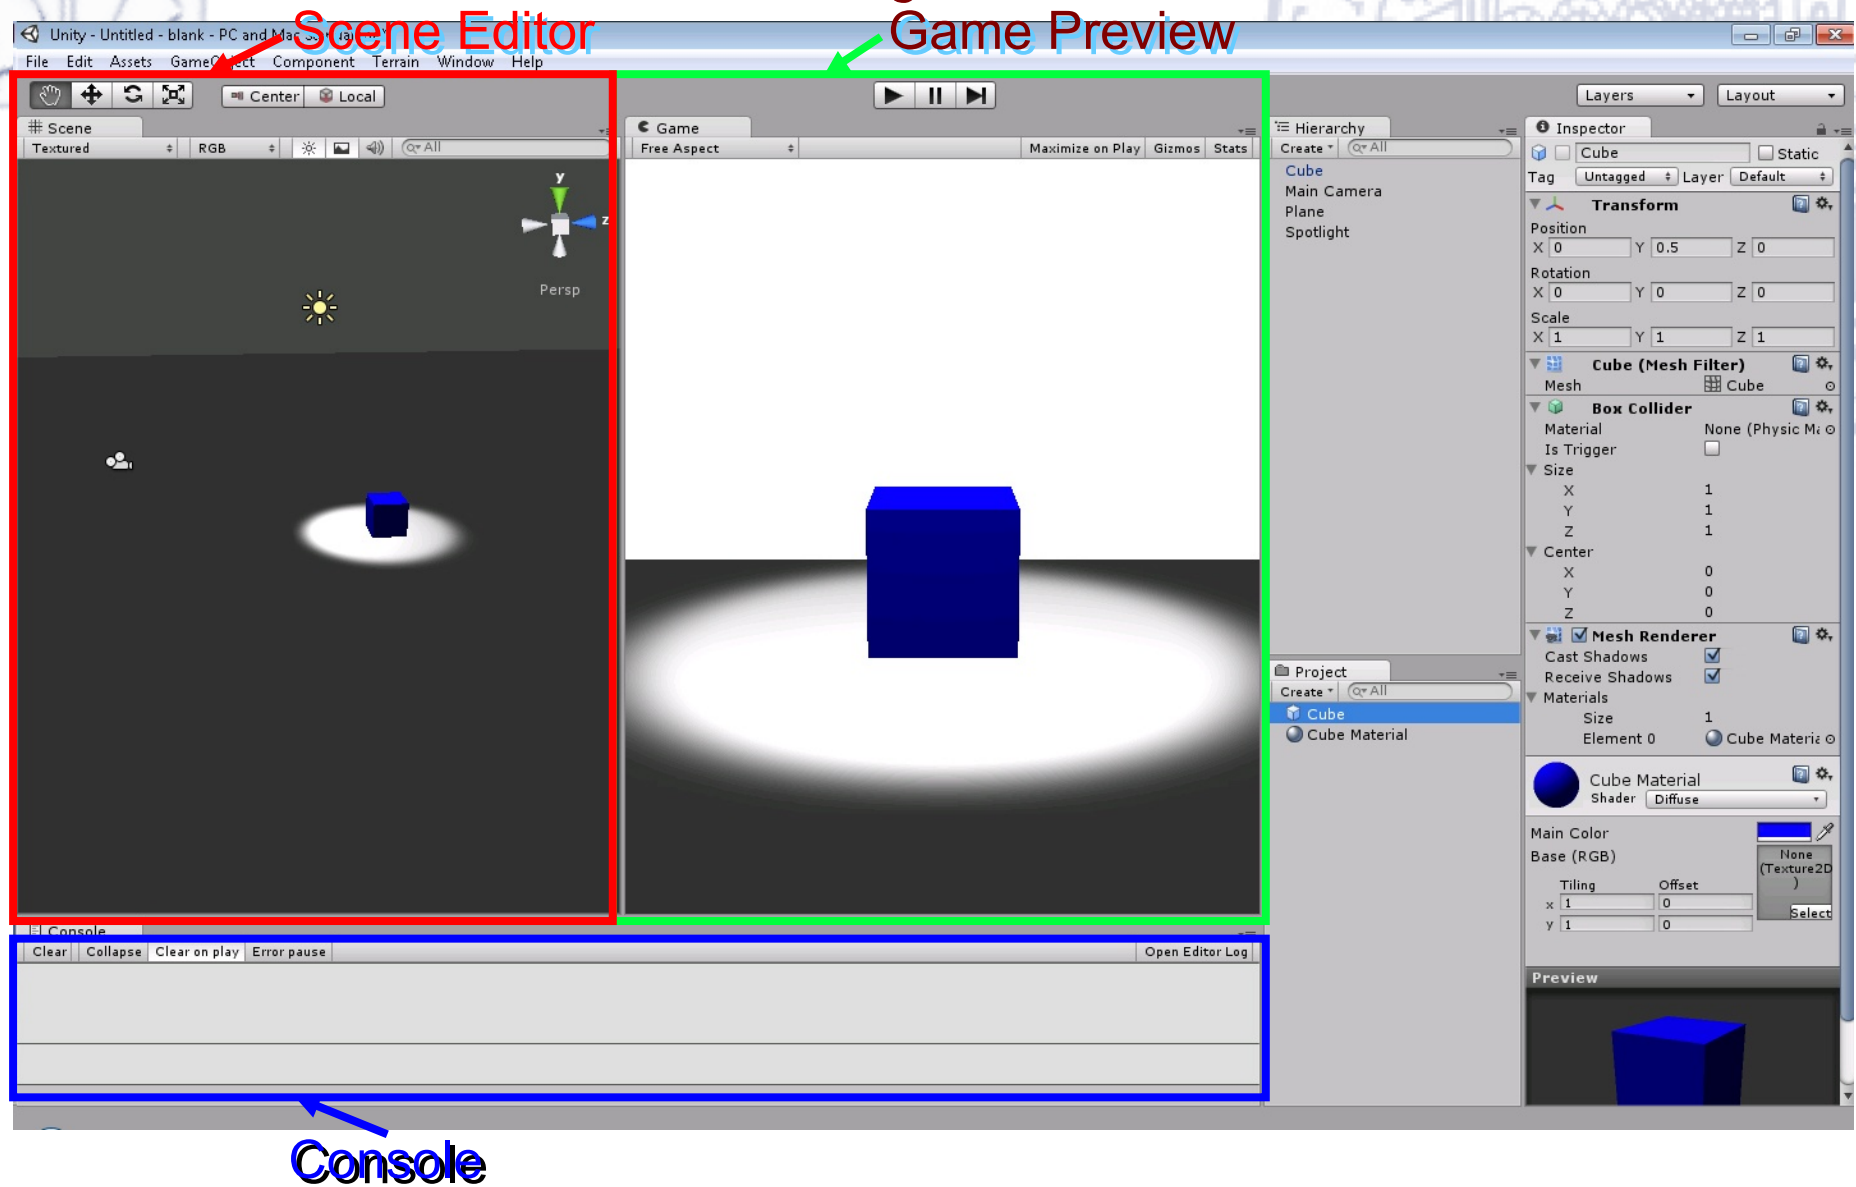 Scene Editor
Game Preview
Unity - Untitled - blank - PC and Mac
File Edit Assets Component Terrain Window Help
Center Local
Layers Layout
# Scene
Textured RGB All
y
z
Persp
Game
Free Aspect Maximize on Play Gizmos Stats
Hierarchy
Create All
Cube
Main Camera
Plane
Spotlight
Project
Create All
Cube
Cube Material
Inspector
Cube Static
Tag Untagged Layer Default
Transform
Position
X 0 Y 0.5 Z 0
Rotation
X 0 Y 0 Z 0
Scale
X 1 Y 1 Z 1
Cube (Mesh Filter)
Mesh Cube
Box Collider
Material None (Physic Ma
Is Trigger
Size
X 1
Y 1
Z 1
Center
X 0
Y 0
Z 0
Mesh Renderer
Cast Shadows
Receive Shadows
Materials
Size 1
Element 0 Cube Materia
Cube Material
Shader Diffuse
Main Color
Base (RGB) None
(Texture2D
)
Tiling Offset
x 1 0
y 1 0
Select
Preview
Console
Clear Collapse Clear on play Error pause Open Editor Log
Console